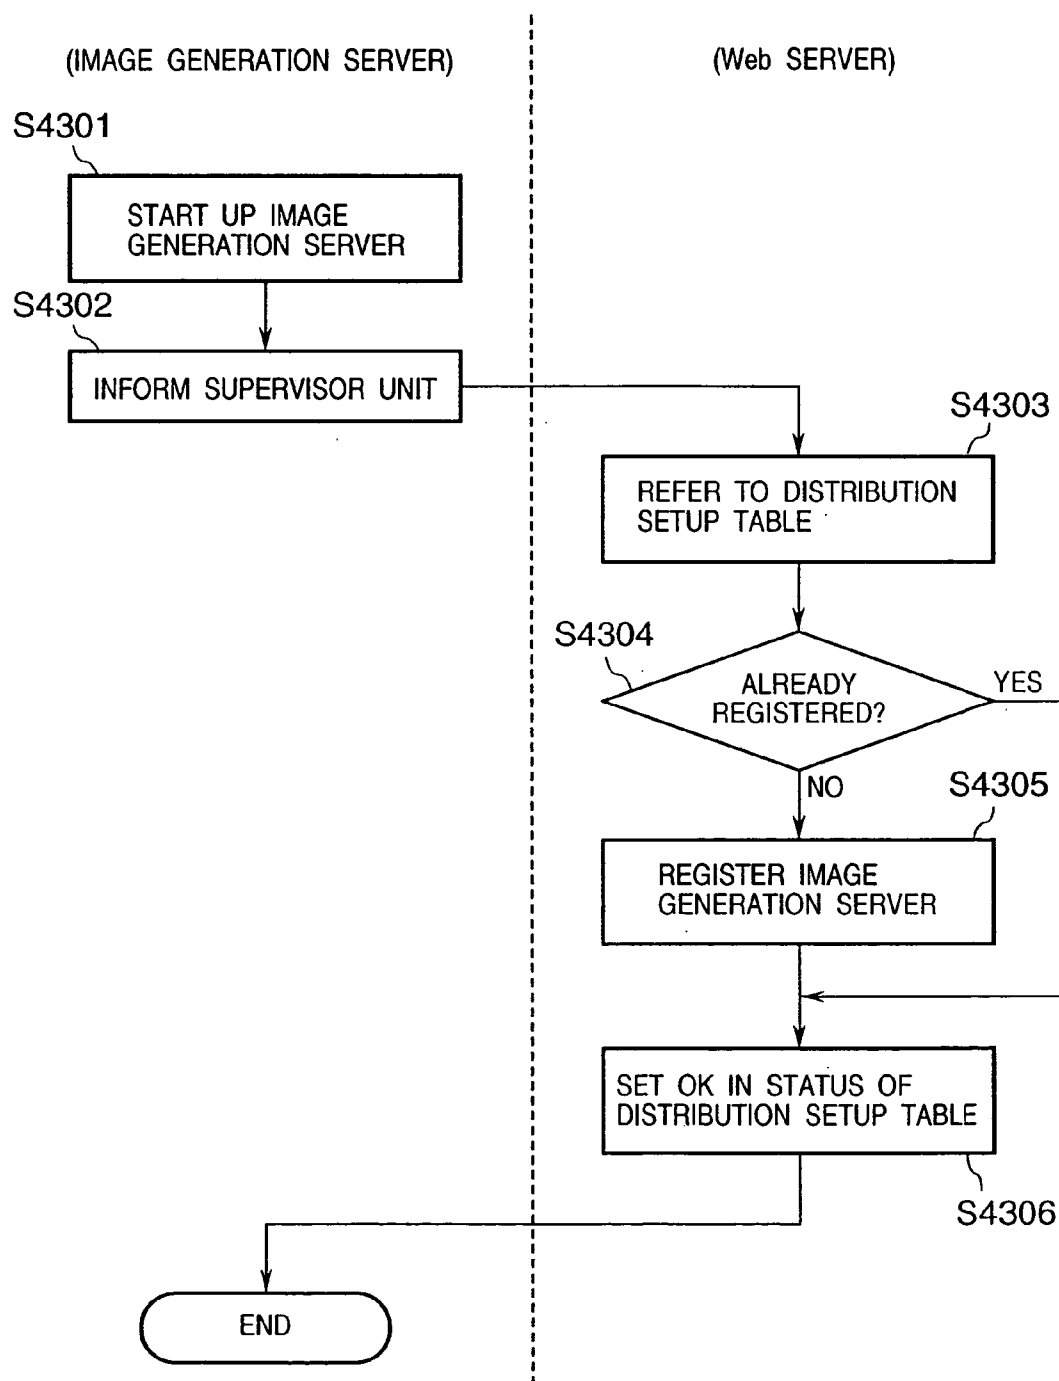 (IMAGE GENERATION SERVER)
(Web SERVER)
S4301
START UP IMAGE
GENERATION SERVER
S4302
INFORM SUPERVISOR UNIT
S4303
REFER TO DISTRIBUTION
SETUP TABLE
S4304
ALREADY
REGISTERED?
YES
NO
S4305
REGISTER IMAGE
GENERATION SERVER
SET OK IN STATUS OF
DISTRIBUTION SETUP TABLE
S4306
END